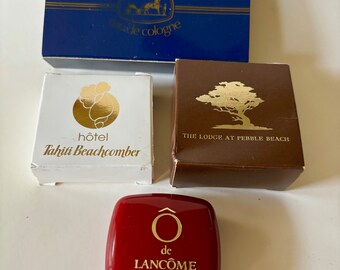 eau de cologne
hôtel
Tahiti Beachcomber
THE LODGE AT PEBBLE BEACH
Ô
de
LANCÔME